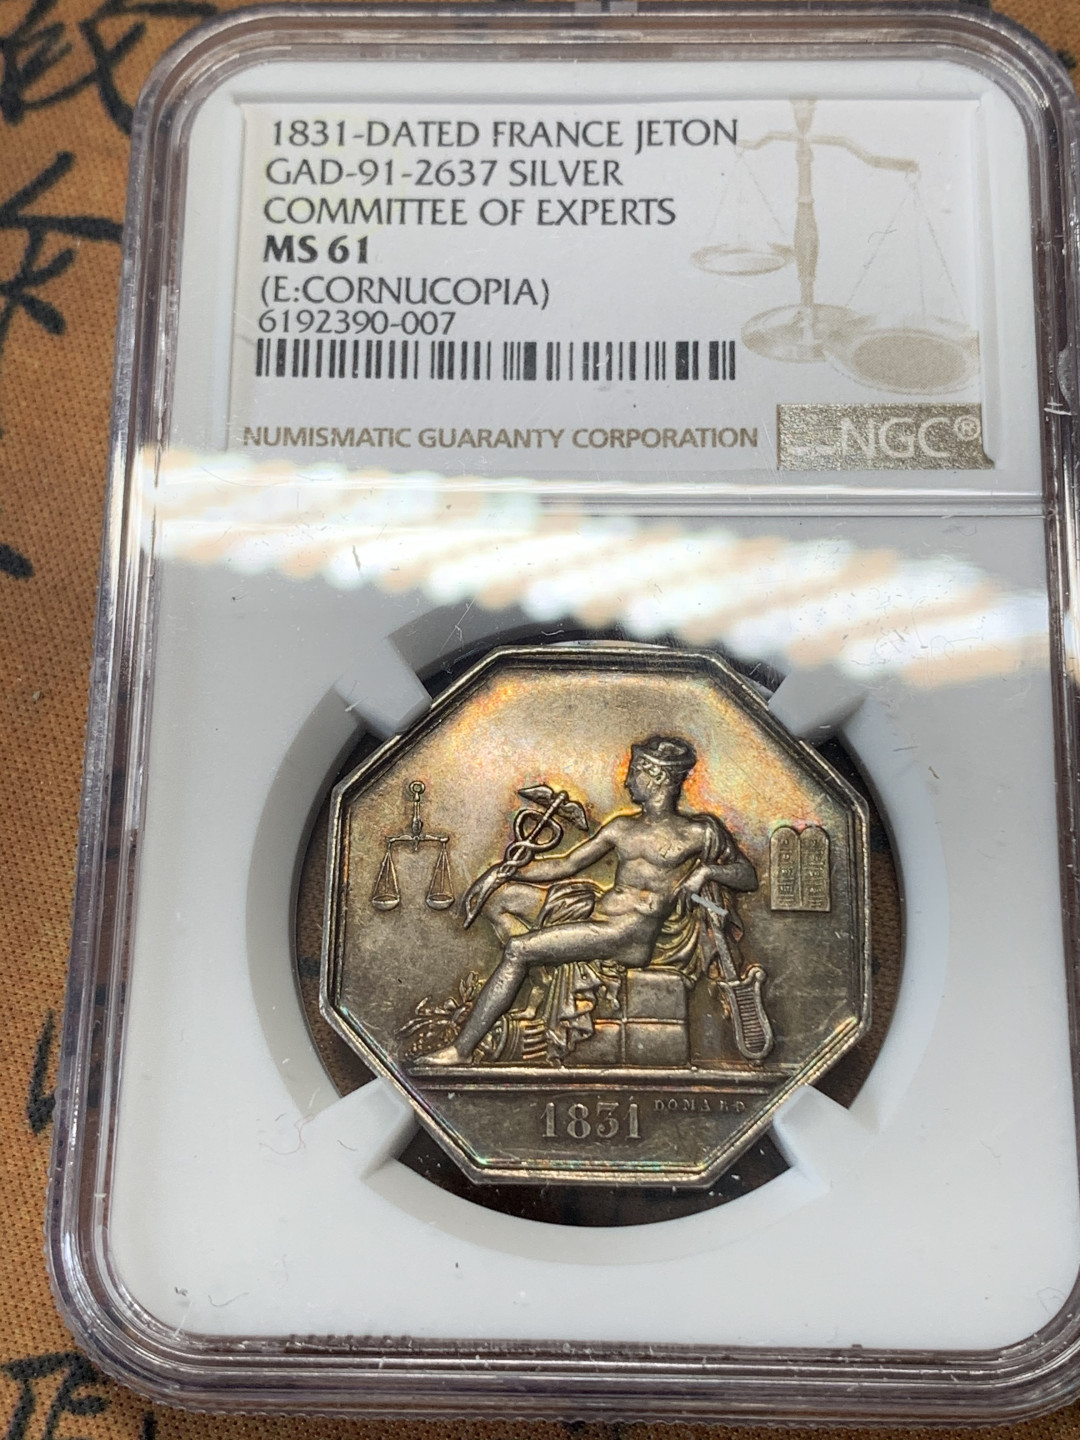 1831-DATED FRANCE JETON
GAD-91-2637 SILVER
COMMITTEE OF EXPERTS
MS 61
(E:CORNUCOPIA)
6192390-007
NUMISMATIC GUARANTY CORPORATION
NGC®
1831 DOMARD